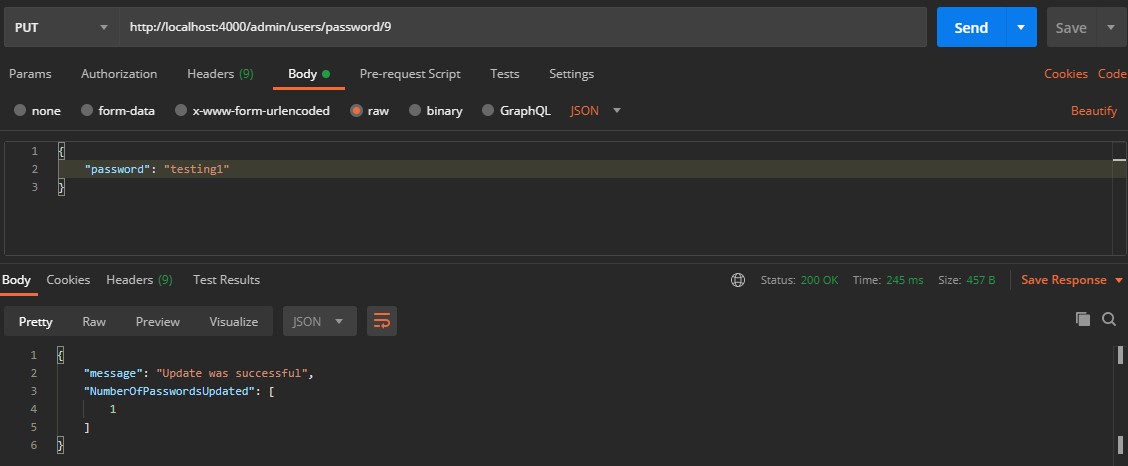 PUT http://localhost:4000/admin/users/password/9 Send Save
Params Authorization Headers (9) Body Pre-request Script Tests Settings Cookies Code
none form-data x-www-form-urlencoded raw binary GraphQL JSON Beautify
1 {
2 "password": "testing1"
3 }
Body Cookies Headers (9) Test Results Status: 200 OK Time: 245 ms Size: 457 B Save Response
Pretty Raw Preview Visualize JSON
1 {
2 "message": "Update was successful",
3 "NumberOfPasswordsUpdated": [
4 1
5 ]
6 }